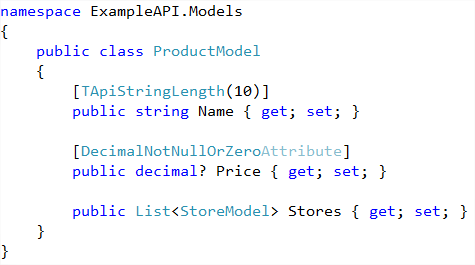 namespace ExampleAPI.Models
{
public class ProductModel
{
[TApiStringLength(10)]
public string Name { get; set; }
[DecimalNotNullOrZeroAttribute]
public decimal? Price { get; set; }
public List<StoreModel> Stores { get; set; }
}
}